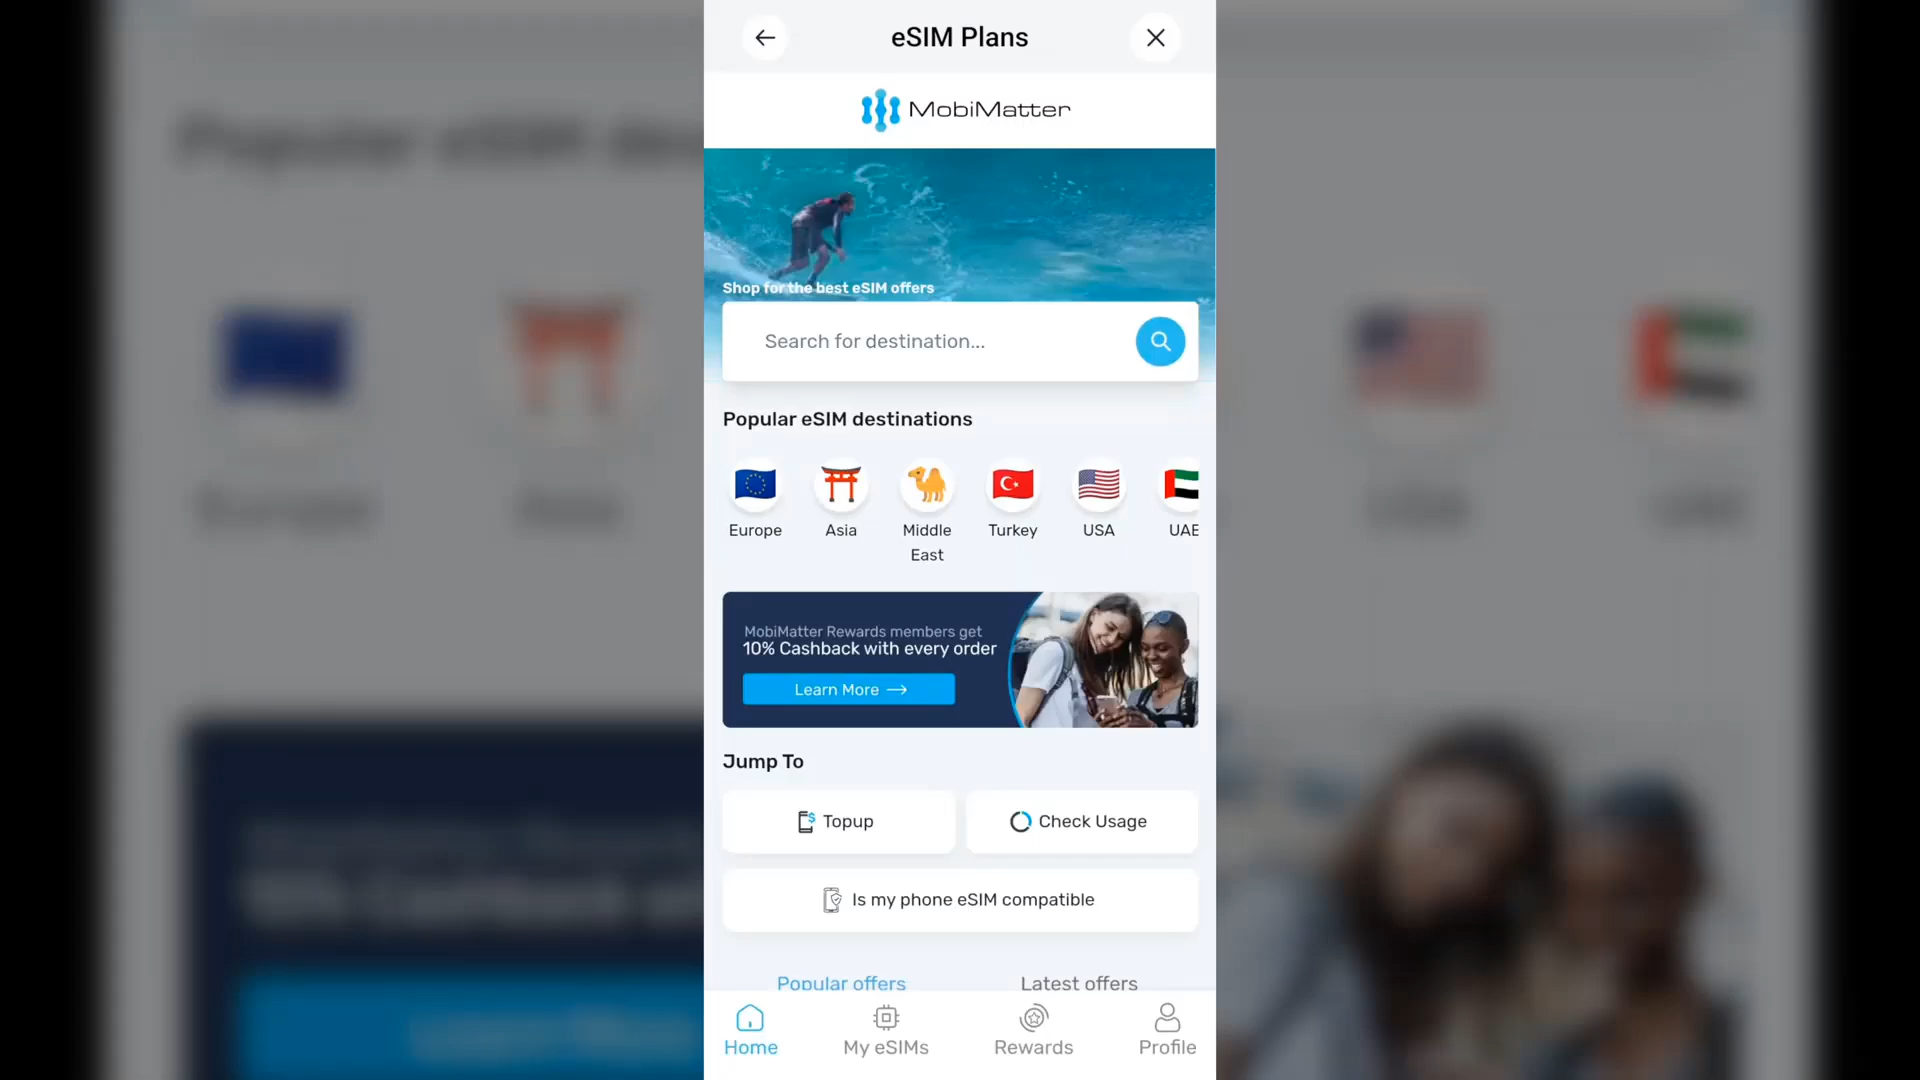 eSIM Plans
MobiMatter
Shop for the best eSIM offers
Search for destination...
Popular eSIM destinations
Europe
Asia
Middle
East
Turkey
USA
UAE
MobiMatter Rewards members get
10% Cashback with every order
Learn More
Jump To
Topup
Check Usage
Is my phone eSIM compatible
Popular offers
Latest offers
Home
My eSIMs
Rewards
Profile